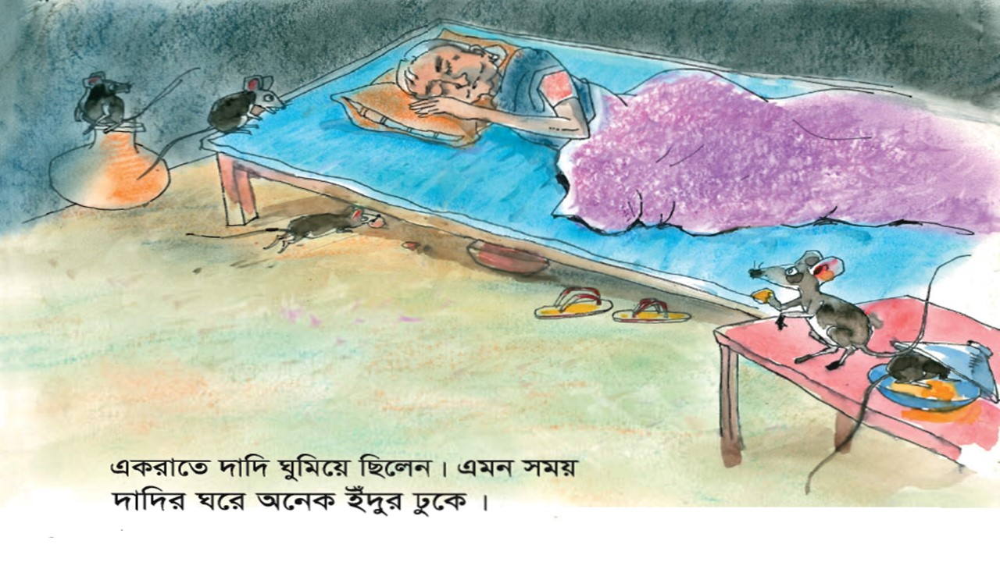 একরাতে দাদি ঘুমিয়ে ছিলেন । এমন সময়
দাদির ঘরে অনেক ইঁদুর ঢুকে ।